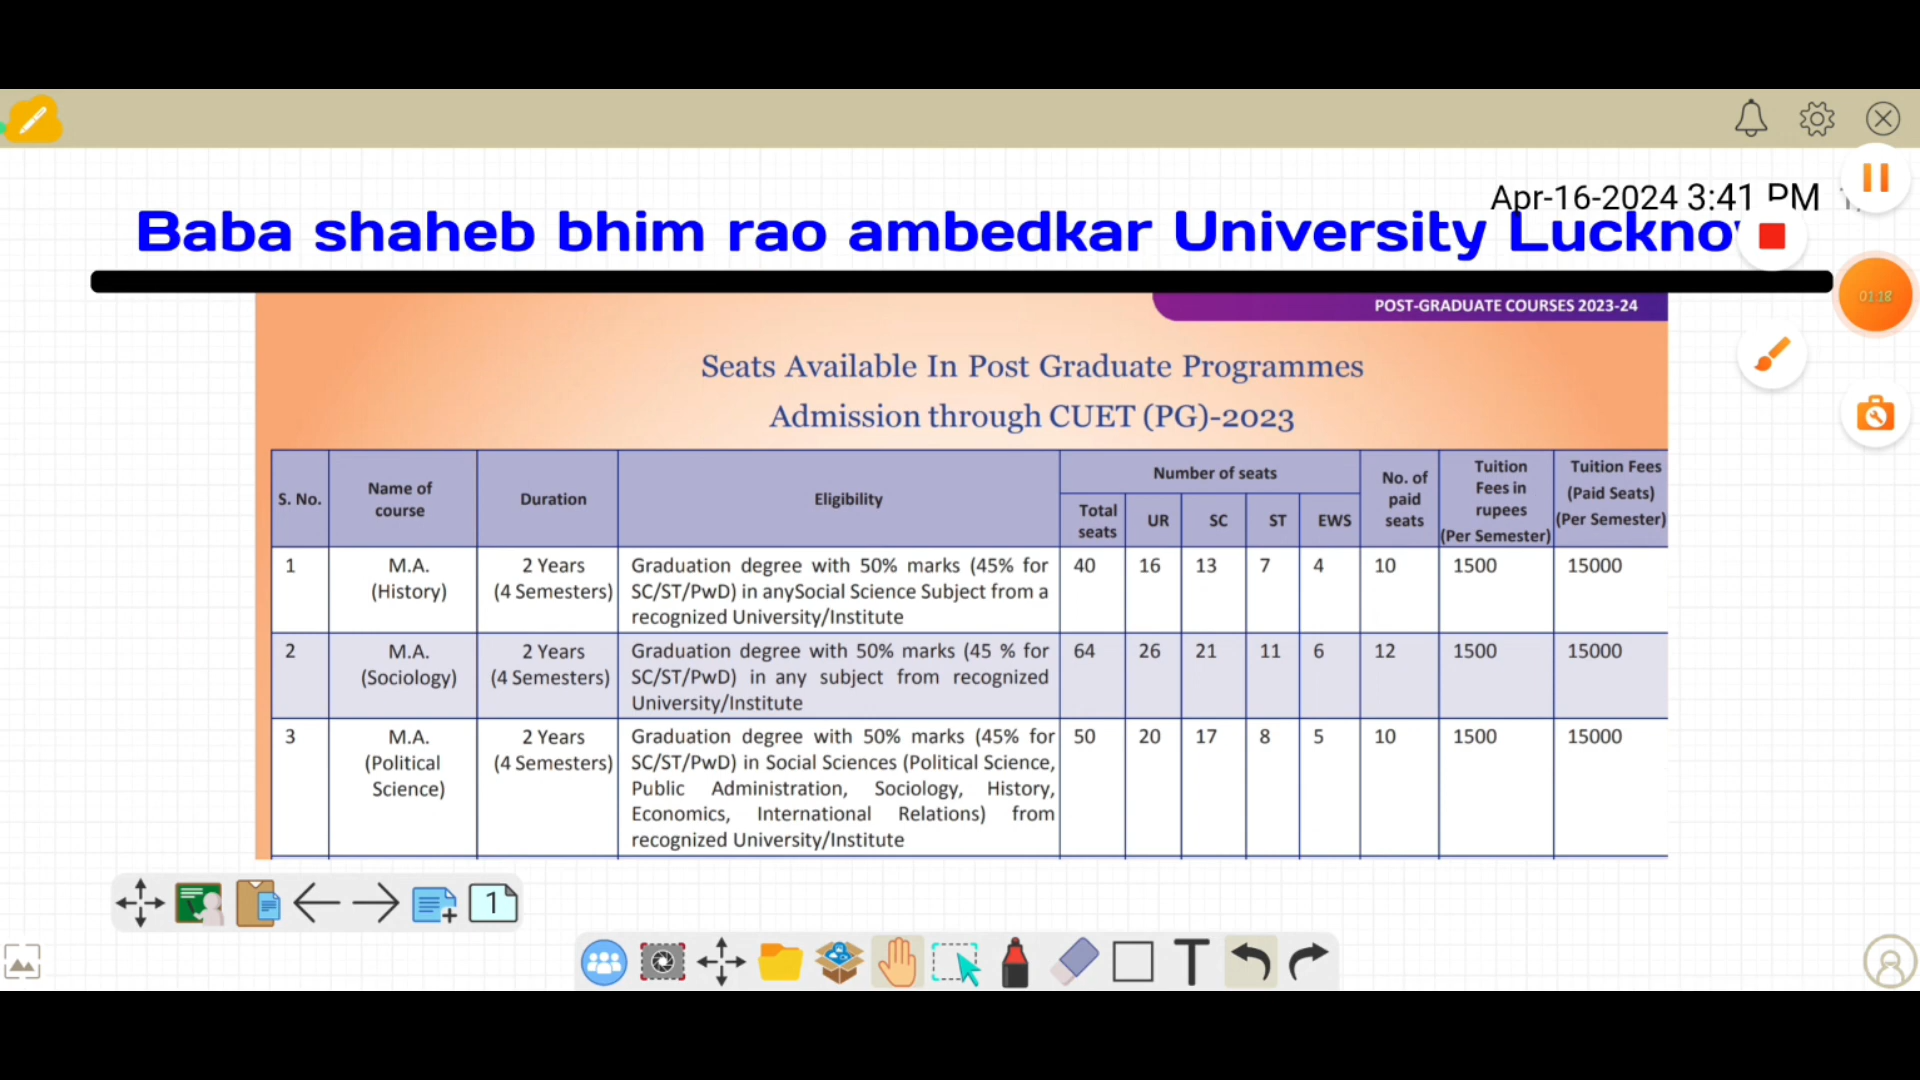 Apr-16-2024 3:41 PM
Baba shaheb bhim rao ambedkar University Luckno
01:18
POST-GRADUATE COURSES 2023-24
Seats Available In Post Graduate Programmes
Admission through CUET (PG)-2023
S. No. Name of course Duration Eligibility Number of seats No. of paid seats Tuition Fees in rupees (Per Semester) Tuition Fees (Paid Seats) (Per Semester)
Total seats UR SC ST EWS
1 M.A. 2 Years Graduation degree with 50% marks (45% for 40 16 13 7 4 10 1500 15000
(History) (4 Semesters) SC/ST/PwD) in anySocial Science Subject from a
recognized University/Institute
2 M.A. 2 Years Graduation degree with 50% marks (45 % for 64 26 21 11 6 12 1500 15000
(Sociology) (4 Semesters) SC/ST/PwD) in any subject from recognized
University/Institute
3 M.A. 2 Years Graduation degree with 50% marks (45% for 50 20 17 8 5 10 1500 15000
(Political (4 Semesters) SC/ST/PwD) in Social Sciences (Political Science,
Science) Public Administration, Sociology, History,
Economics, International Relations) from
recognized University/Institute
1
T